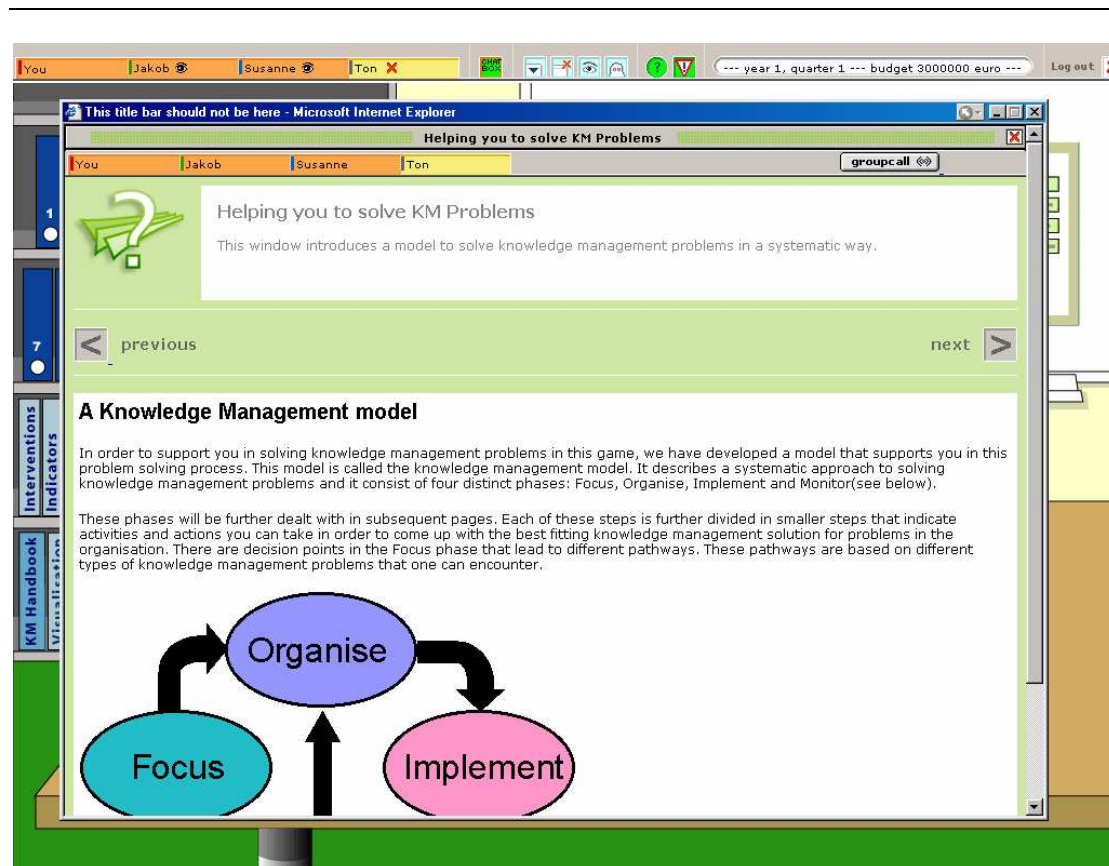 You Jakob Susanne Ton CHAT BOX ? --- year 1, quarter 1 --- budget 3000000 euro --- Log out
This title bar should not be here - Microsoft Internet Explorer
Helping you to solve KM Problems
You Jakob Susanne Ton groupcall
Helping you to solve KM Problems
This window introduces a model to solve knowledge management problems in a systematic way.
1
< previous next >
7
A Knowledge Management model
In order to support you in solving knowledge management problems in this game, we have developed a model that supports you in this
problem solving process. This model is called the knowledge management model. It describes a systematic approach to solving
knowledge management problems and it consist of four distinct phases: Focus, Organise, Implement and Monitor(see below).
These phases will be further dealt with in subsequent pages. Each of these steps is further divided in smaller steps that indicate
activities and actions you can take in order to come up with the best fitting knowledge management solution for problems in the
organisation. There are decision points in the Focus phase that lead to different pathways. These pathways are based on different
types of knowledge management problems that one can encounter.
Interventions
Indicators
KM Handbook
Visualisation
Organise
Focus
Implement